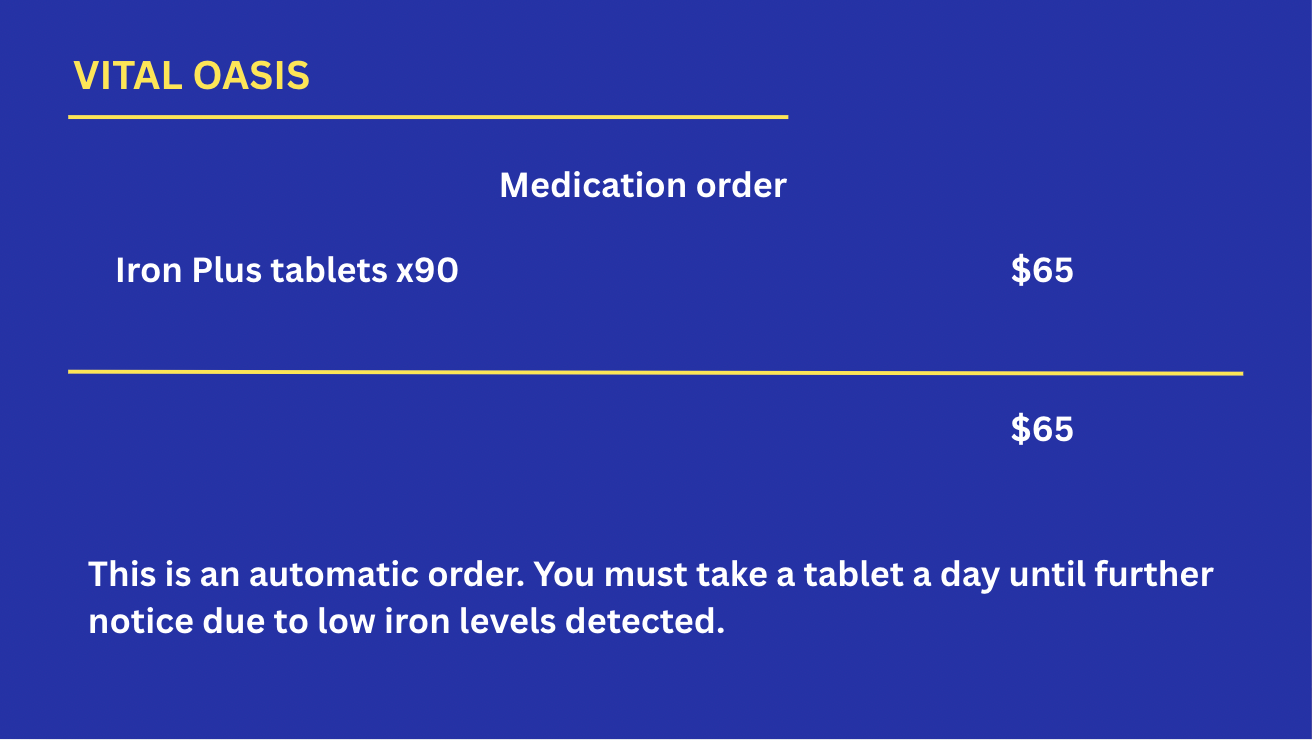 VITAL OASIS
Medication order
Iron Plus tablets x90 $65
$65
This is an automatic order. You must take a tablet a day until further
notice due to low iron levels detected.